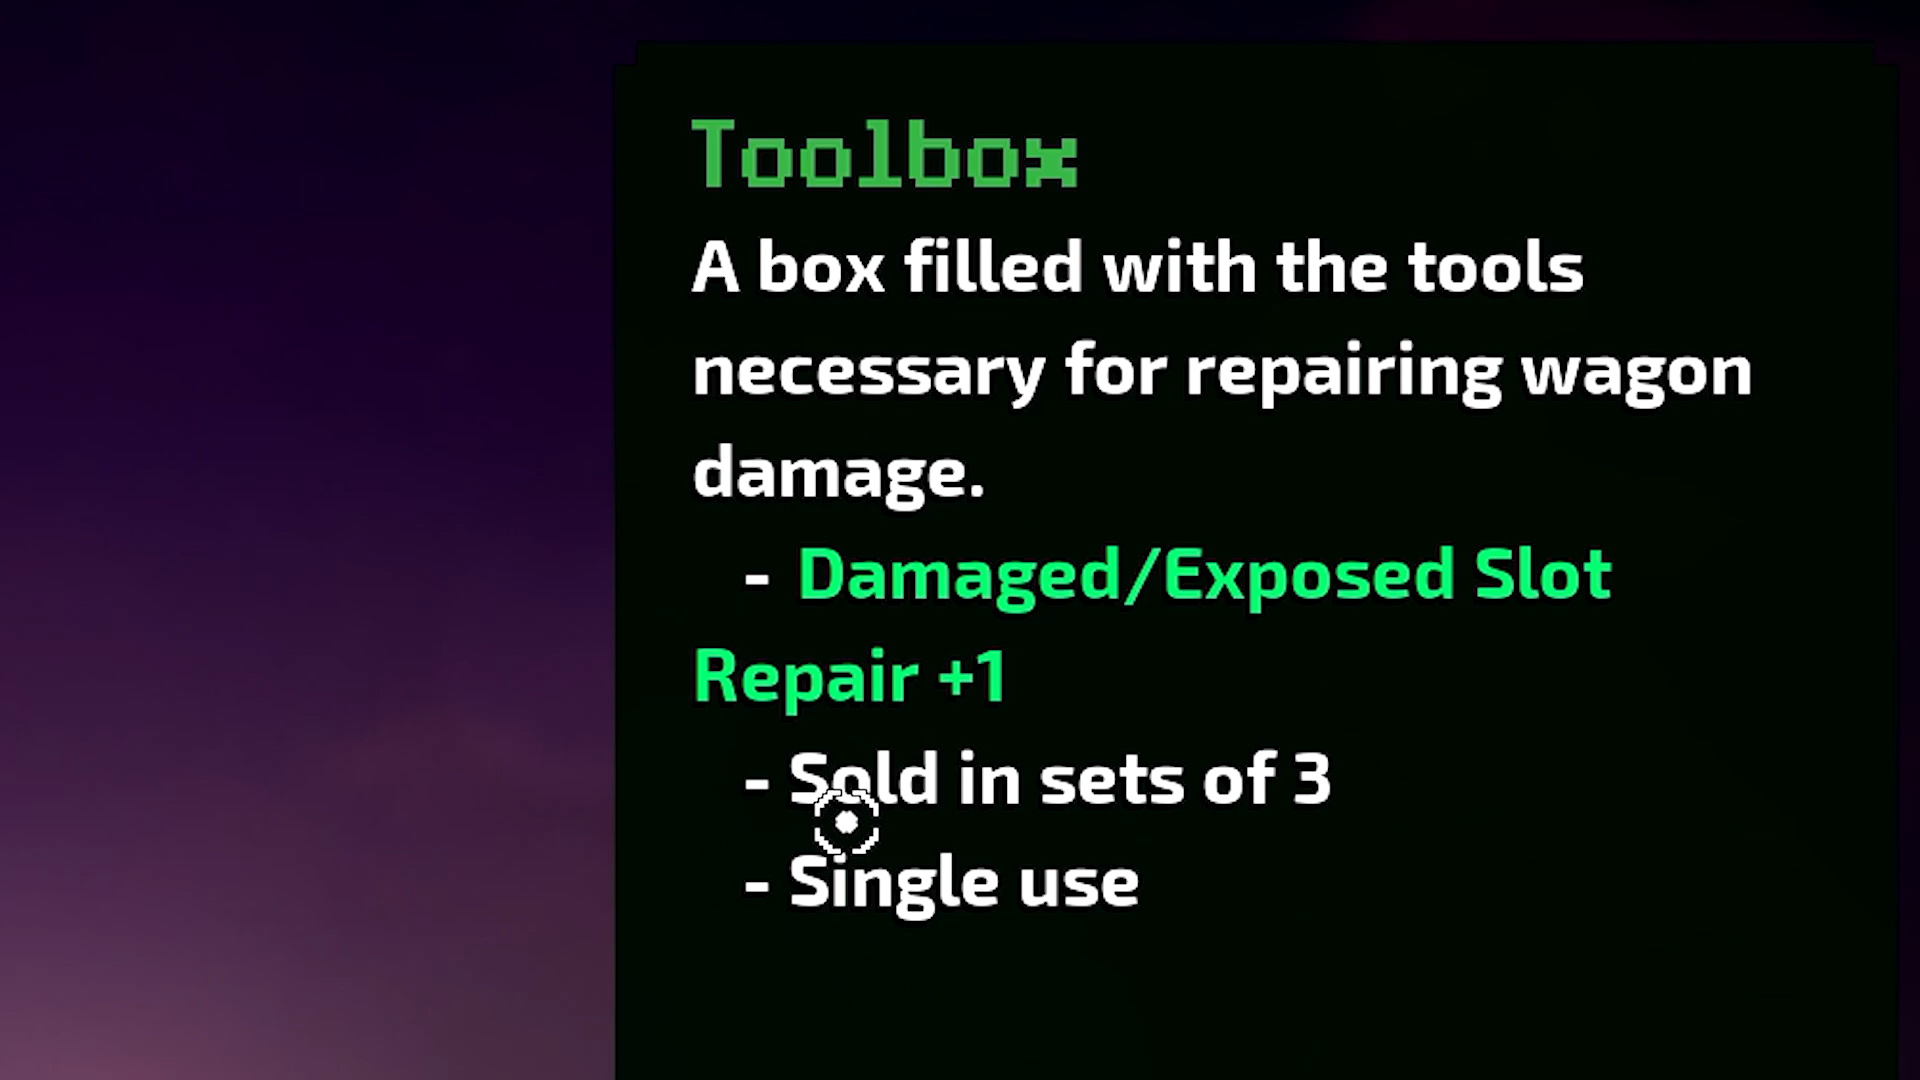 Toolbox
A box filled with the tools
necessary for repairing wagon
damage.
- Damaged/Exposed Slot
Repair +1
- Sold in sets of 3
- Single use